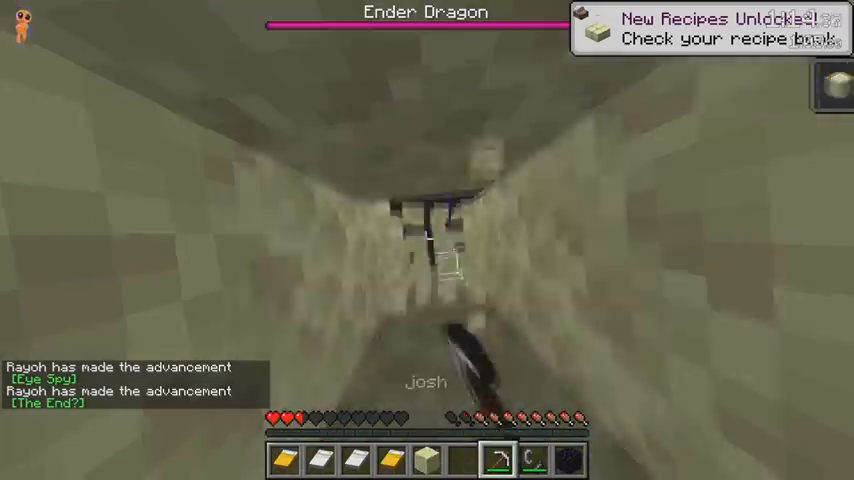 Ender Dragon
New Recipes Unlocked!
Check your recipe book
Rayoh has made the advancement
[Eye Spy]
Rayoh has made the advancement
[The End?]
josh